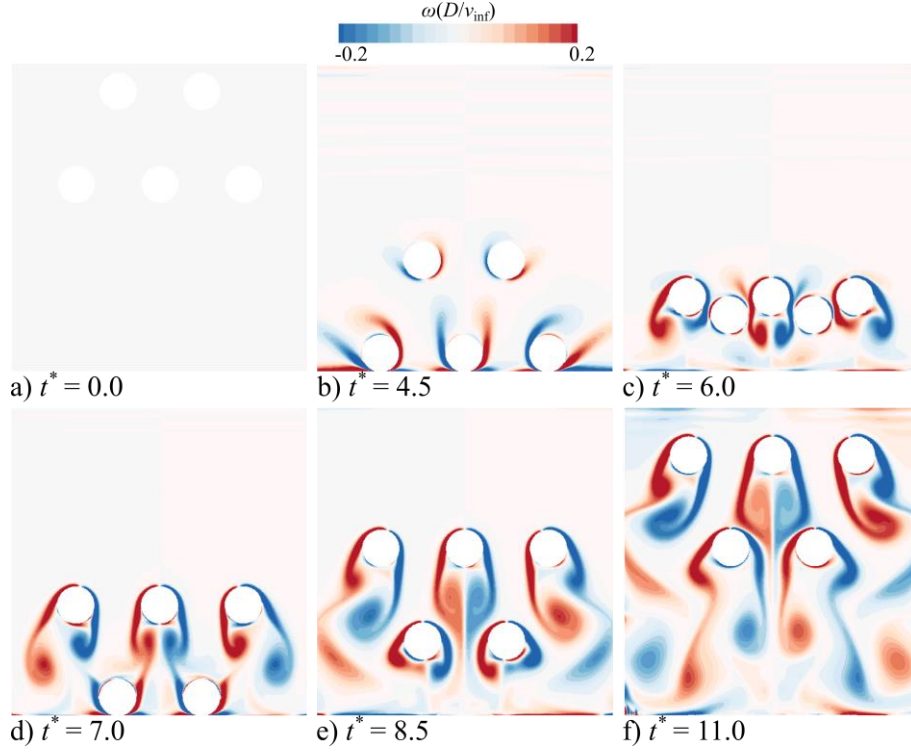 ω(D/v_inf)
-0.2 0.2
a) t* = 0.0
b) t* = 4.5
c) t* = 6.0
d) t* = 7.0
e) t* = 8.5
f) t* = 11.0